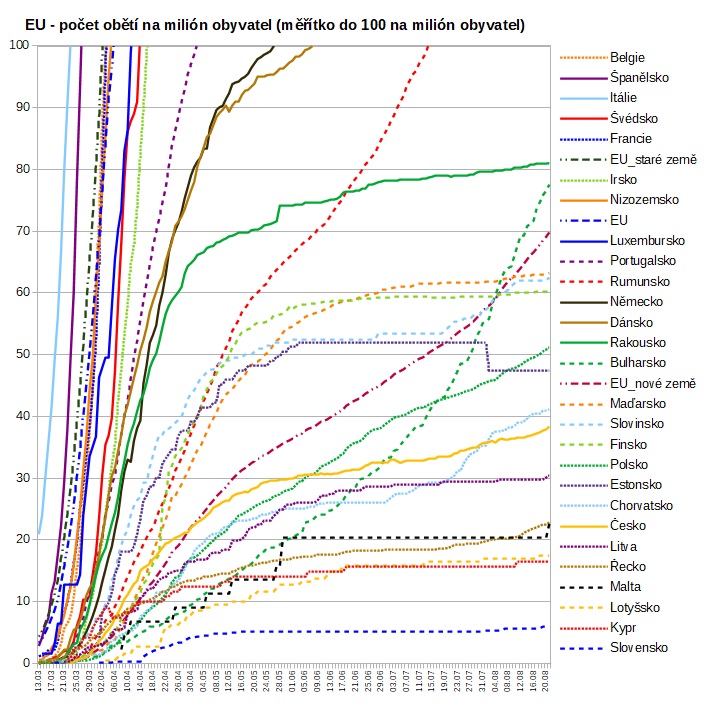 EU - počet obětí na milión obyvatel (měřítko do 100 na milión obyvatel)
100
90
80
70
60
50
40
30
20
10
0
Belgie
Španělsko
Itálie
Švédsko
Francie
EU_staré země
Irsko
Nizozemsko
EU
Luxembursko
Portugalsko
Rumunsko
Německo
Dánsko
Rakousko
Bulharsko
EU_nové země
Maďarsko
Slovinsko
Finsko
Polsko
Estonsko
Chorvatsko
Česko
Litva
Řecko
Malta
Lotyšsko
Kypr
Slovensko
13.03
17.03
21.03
25.03
29.03
02.04
06.04
10.04
14.04
18.04
22.04
26.04
30.04
04.05
08.05
12.05
16.05
20.05
24.05
28.05
01.06
05.06
09.06
13.06
17.06
21.06
25.06
29.06
03.07
07.07
11.07
15.07
19.07
23.07
27.07
31.07
04.08
08.08
12.08
16.08
20.08